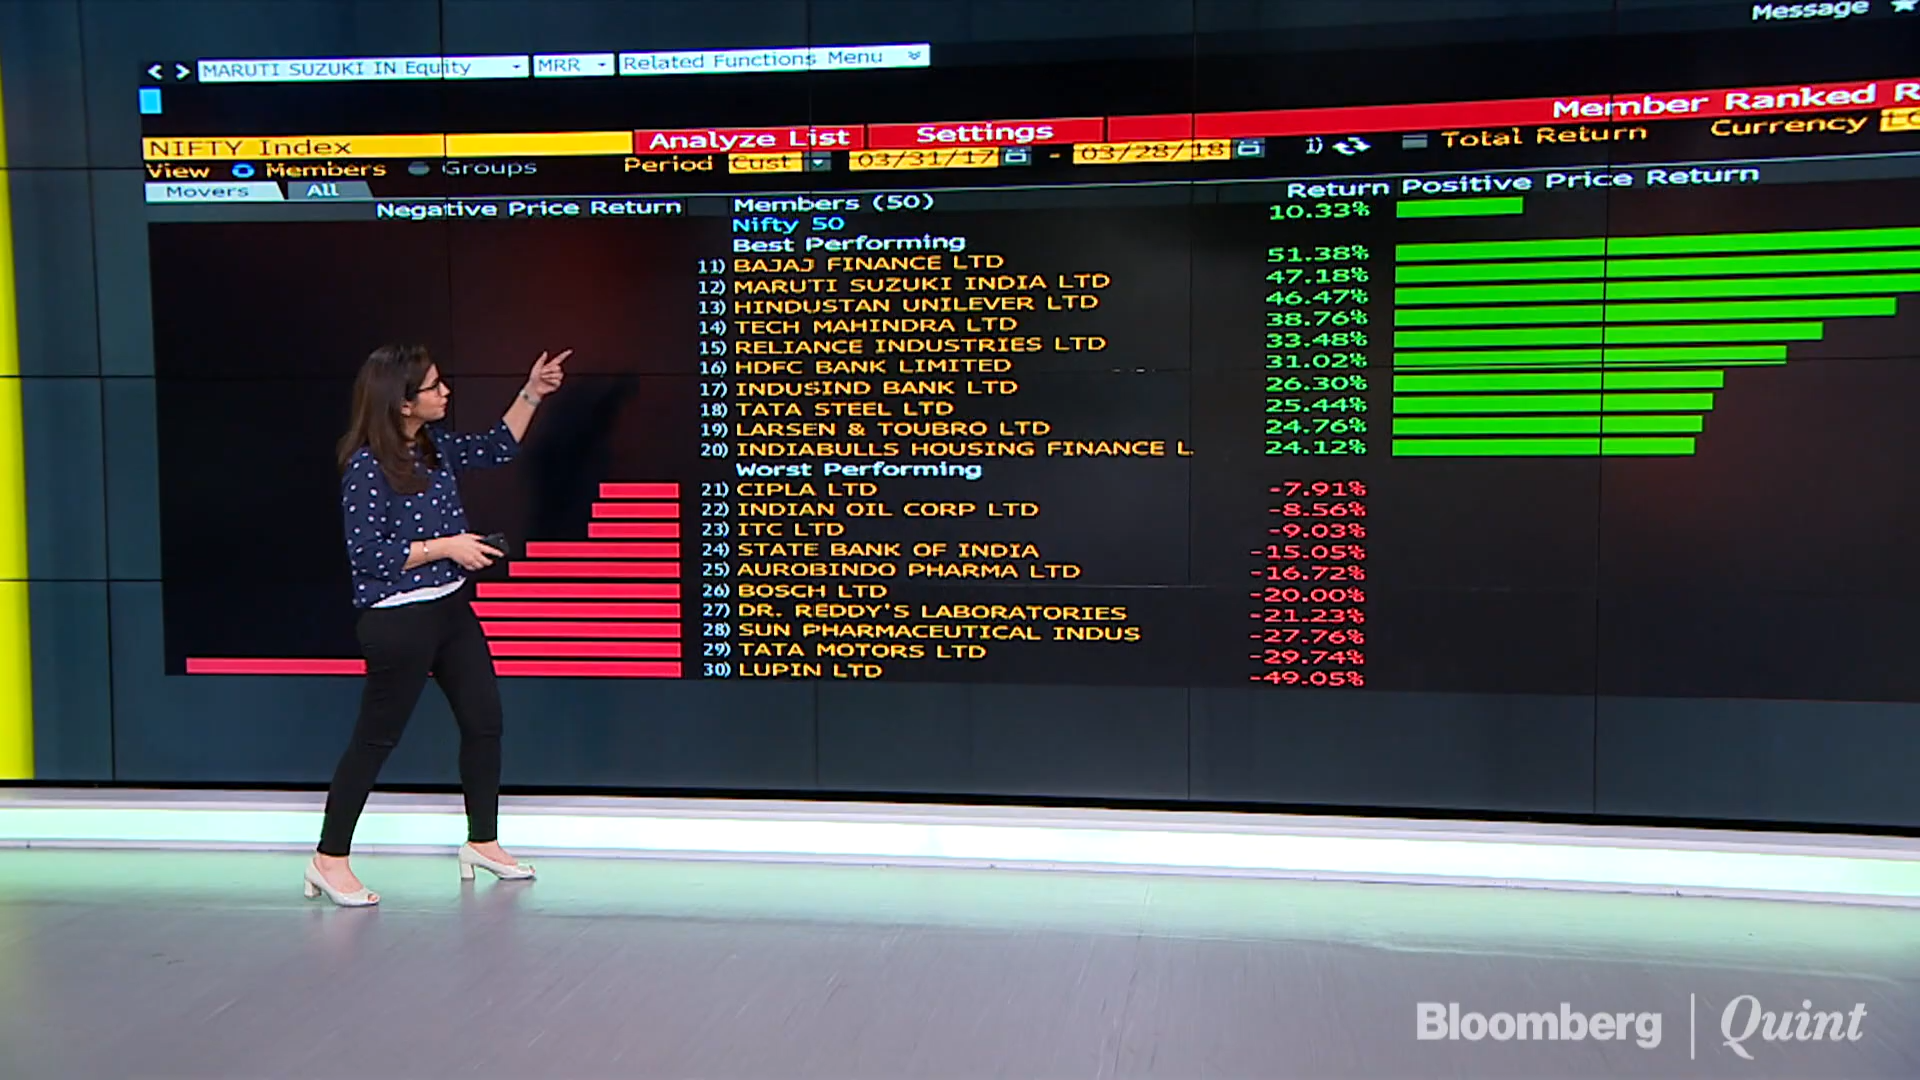 Message
MARUTI SUZUKI IN Equity MRR Related Functions Menu
Member Ranked R
NIFTY Index Analyze List Settings
View Members Groups Period Cust 03/31/17 - 03/28/18 1) Total Return Currency
Movers All
Negative Price Return Members (50) Return Positive Price Return
Nifty 50 10.33%
Best Performing
11) BAJAJ FINANCE LTD 51.38%
12) MARUTI SUZUKI INDIA LTD 47.18%
13) HINDUSTAN UNILEVER LTD 46.47%
14) TECH MAHINDRA LTD 38.76%
15) RELIANCE INDUSTRIES LTD 33.48%
16) HDFC BANK LIMITED 31.02%
17) INDUSIND BANK LTD 26.30%
18) TATA STEEL LTD 25.44%
19) LARSEN & TOUBRO LTD 24.76%
20) INDIABULLS HOUSING FINANCE L 24.12%
Worst Performing
21) CIPLA LTD -7.91%
22) INDIAN OIL CORP LTD -8.56%
23) ITC LTD -9.03%
24) STATE BANK OF INDIA -15.05%
25) AUROBINDO PHARMA LTD -16.72%
26) BOSCH LTD -20.00%
27) DR. REDDY'S LABORATORIES -21.23%
28) SUN PHARMACEUTICAL INDUS -27.76%
29) TATA MOTORS LTD -29.74%
30) LUPIN LTD -49.05%
Bloomberg | Quint